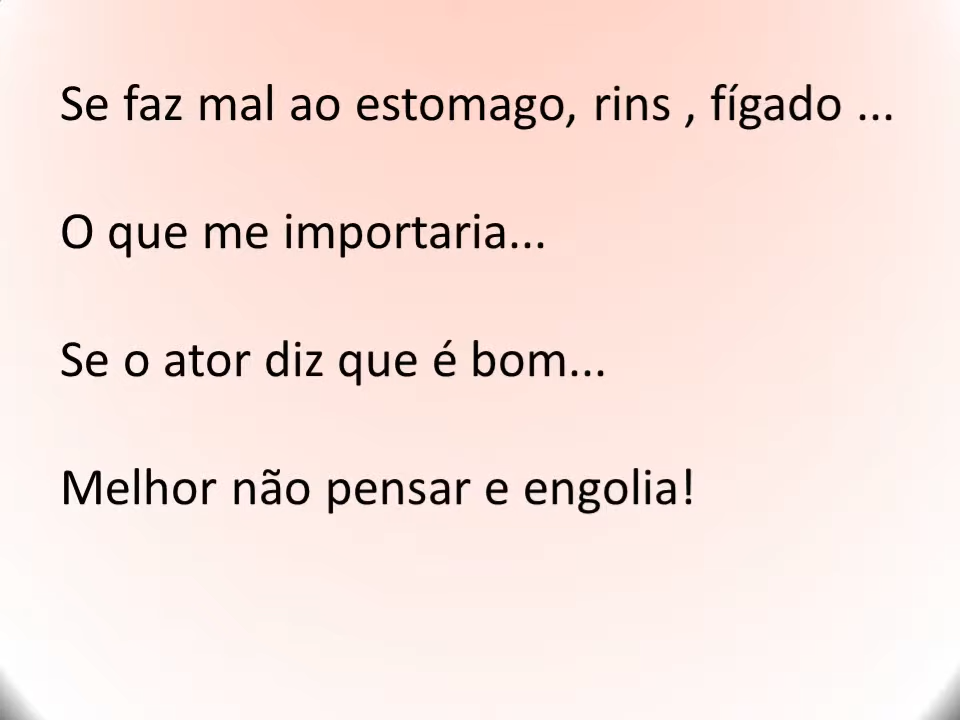 Se faz mal ao estomago, rins , fígado ...
O que me importaria...
Se o ator diz que é bom...
Melhor não pensar e engolia!